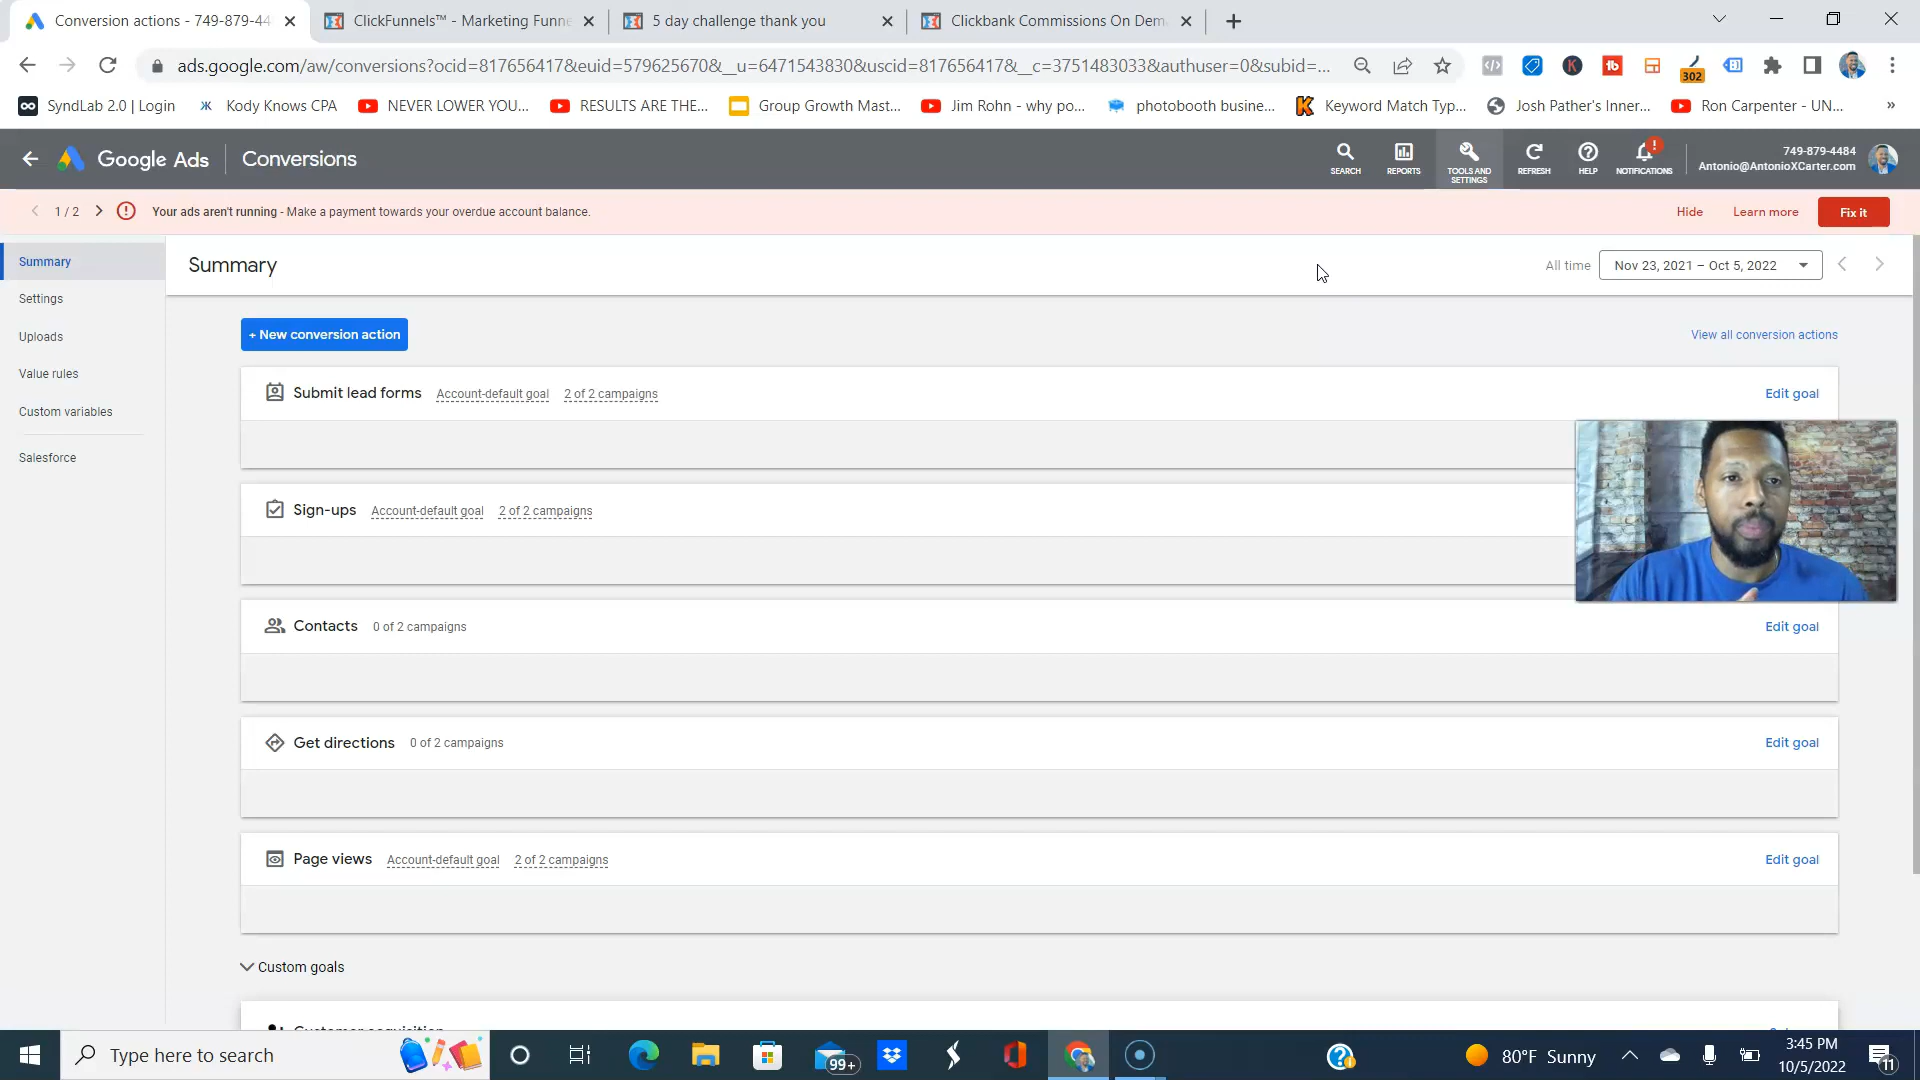 Conversion actions - 749-879-44
ClickFunnels™ - Marketing Funne
5 day challenge thank you
Clickbank Commissions On Dem
ads.google.com/aw/conversions?ocid=817656417&euid=579625670&__u=6471543830&uscid=817656417&__c=3751483033&authuser=0&subid=...
302
SyndLab 2.0 | Login
Kody Knows CPA
NEVER LOWER YOU...
RESULTS ARE THE...
Group Growth Mast...
Jim Rohn - why po...
photobooth busine...
Keyword Match Typ...
Josh Pather's Inner...
Ron Carpenter - UN...
»
Google Ads
Conversions
SEARCH
REPORTS
TOOLS AND
SETTINGS
REFRESH
HELP
NOTIFICATIONS
749-879-4484
Antonio@AntonioXCarter.com
1 / 2
Your ads aren't running - Make a payment towards your overdue account balance.
Hide
Learn more
Fix it
Summary
Settings
Uploads
Value rules
Custom variables
Salesforce
Summary
All time
Nov 23, 2021 – Oct 5, 2022
+ New conversion action
View all conversion actions
Submit lead forms Account-default goal 2 of 2 campaigns
Edit goal
Sign-ups Account-default goal 2 of 2 campaigns
Contacts 0 of 2 campaigns
Edit goal
Get directions 0 of 2 campaigns
Edit goal
Page views Account-default goal 2 of 2 campaigns
Edit goal
Custom goals
Customer acquisition
Type here to search
99+
80°F Sunny
3:45 PM
10/5/2022
11